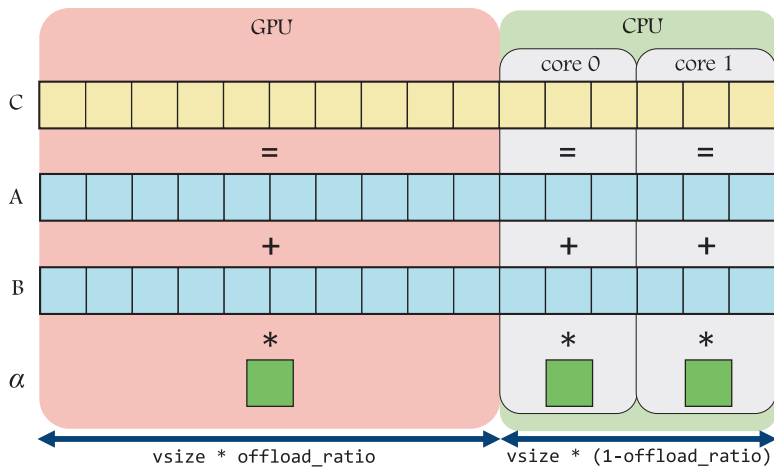 GPU
CPU
core 0
core 1
C
= = =
A
+ + +
B
* * *
α
vsize * offload_ratio
vsize * (1-offload_ratio)